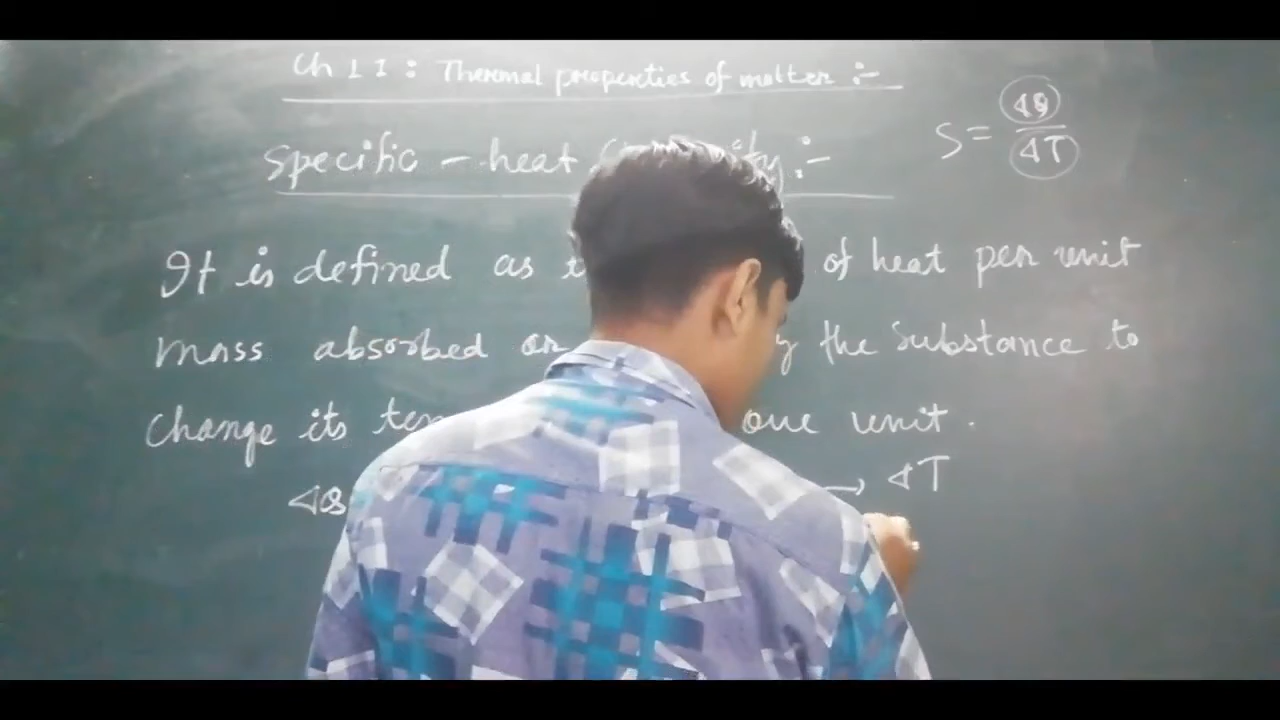 Ch 11 : Thermal properties of matter :-
S = ΔQ / ΔT
Specific - heat :-
It is defined as of heat per unit
mass absorbed or the substance to
change its one unit .
ΔQ → ΔT